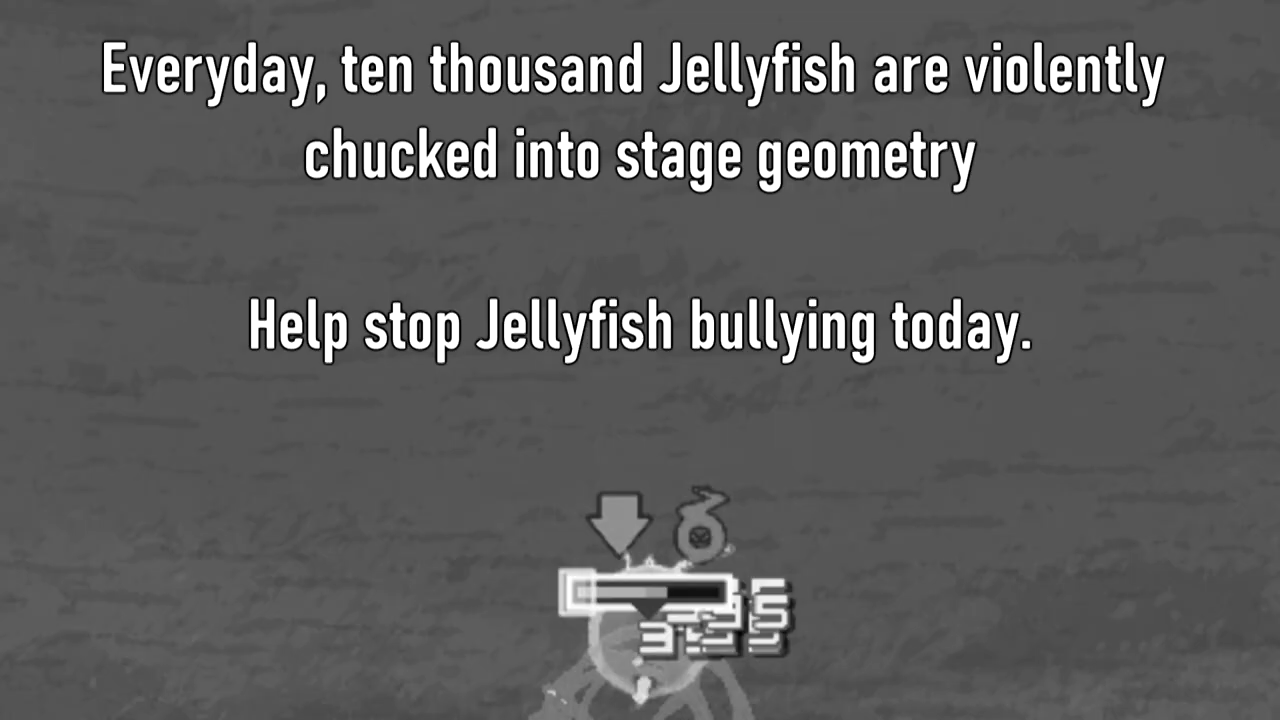 Everyday, ten thousand Jellyfish are violently
chucked into stage geometry
Help stop Jellyfish bullying today.